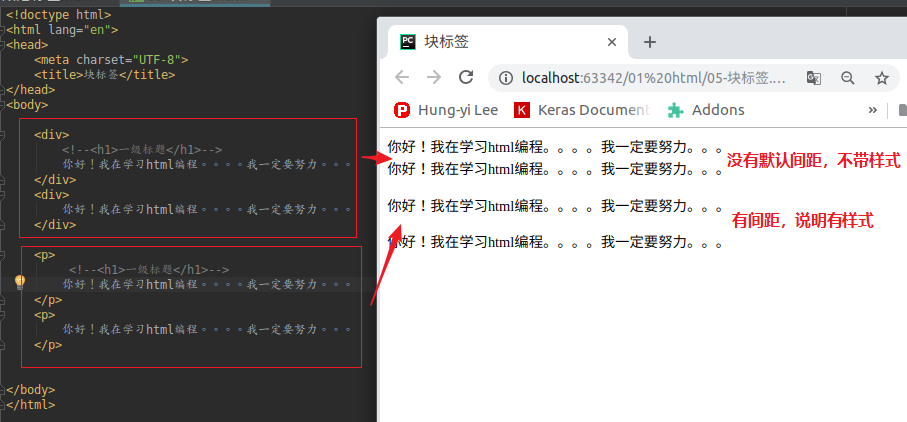 <!doctype html>
<html lang="en">
<head>
<meta charset="UTF-8">
<title>块标签</title>
</head>
<body>
<div>
<!--<h1>一级标题</h1>-->
你好！我在学习html编程。。。。我一定要努力。。。
</div>
<div>
你好！我在学习html编程。。。。我一定要努力。。。
</div>
<p>
<!--<h1>一级标题</h1>-->
你好！我在学习html编程。。。。我一定要努力。。。
</p>
<p>
你好！我在学习html编程。。。。我一定要努力。。。
</p>
</body>
</html>
PC 块标签
localhost:63342/01%20html/05-块标签....
Hung-yi Lee K Keras Document Addons »
你好！我在学习html编程。。。。我一定要努力。。。
没有默认间距，不带样式
你好！我在学习html编程。。。。我一定要努力。。。
你好！我在学习html编程。。。。我一定要努力。。。
有间距，说明有样式
你好！我在学习html编程。。。。我一定要努力。。。